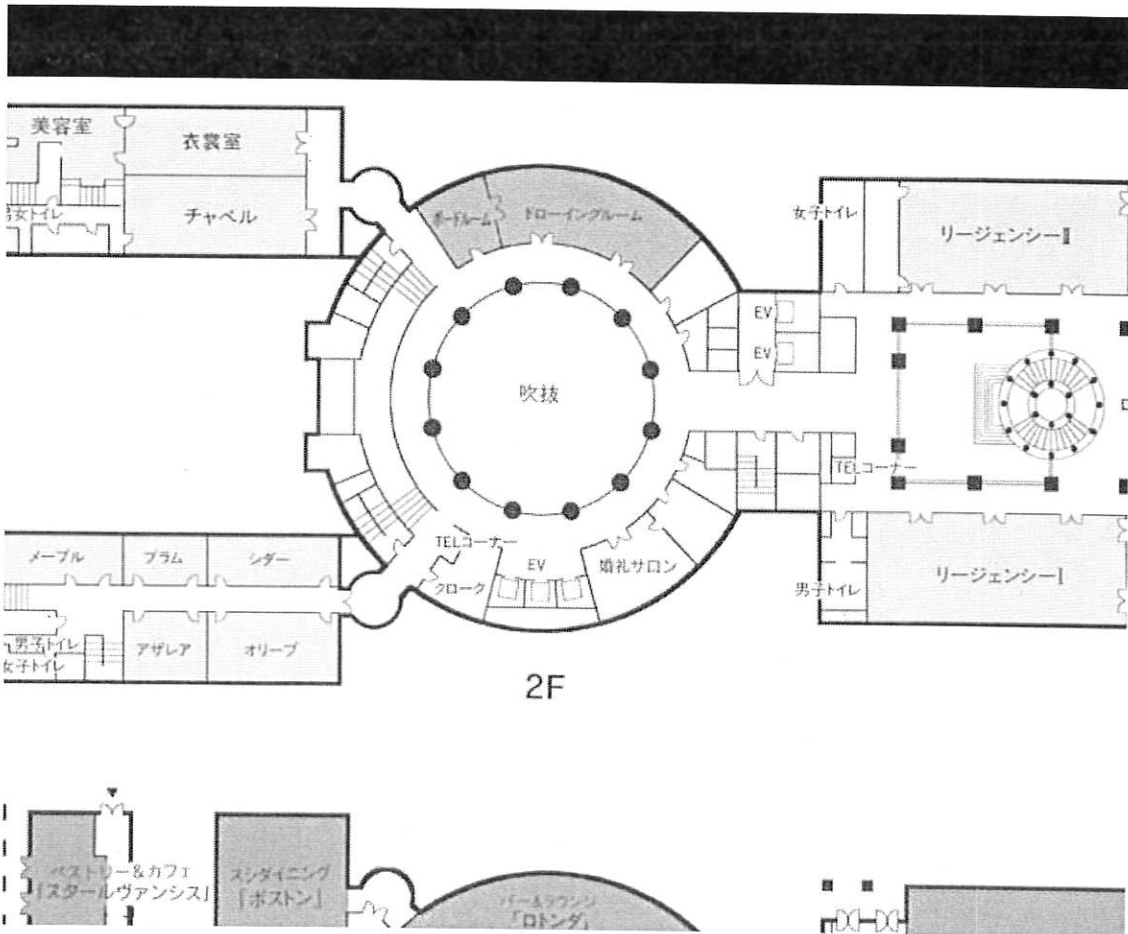 美容室
衣裳室
チャペル
男女トイレ
ボードルーム
ドローイングルーム
女子トイレ
リージェンシーⅡ
EV
EV
吹抜
TELコーナー
メープル
プラム
シダー
TELコーナー
クローク
EV
婚礼サロン
男子トイレ
リージェンシーⅠ
男子トイレ
女子トイレ
アザレア
オリーブ
2F
ペストリー&カフェ
「スタールヴァンシス」
スシダイニング
「ボストン」
バー&ラウンジ
「ロトンダ」